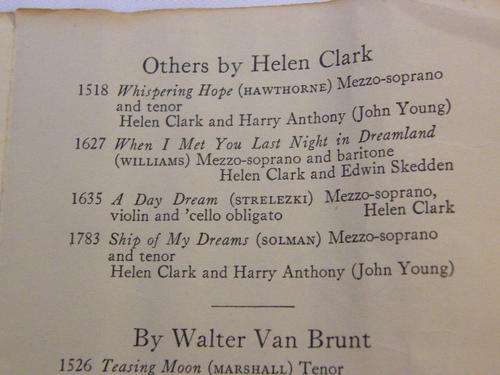 Others by Helen Clark
1518 Whispering Hope (HAWTHORNE) Mezzo-soprano
and tenor
Helen Clark and Harry Anthony (John Young)
1627 When I Met You Last Night in Dreamland
(WILLIAMS) Mezzo-soprano and baritone
Helen Clark and Edwin Skedden
1635 A Day Dream (STRELEZKI) Mezzo-soprano,
violin and 'cello obligato Helen Clark
1783 Ship of My Dreams (SOLMAN) Mezzo-soprano
and tenor
Helen Clark and Harry Anthony (John Young)
By Walter Van Brunt
1526 Teasing Moon (MARSHALL) Tenor